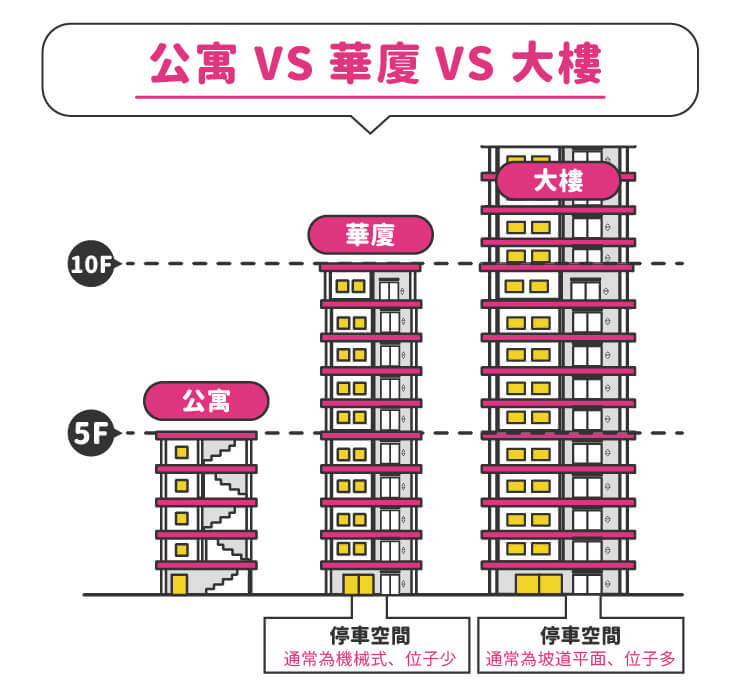 公寓 VS 華廈 VS 大樓
大樓
華廈
10F
公寓
5F
停車空間
通常為機械式、位子少
停車空間
通常為坡道平面、位子多